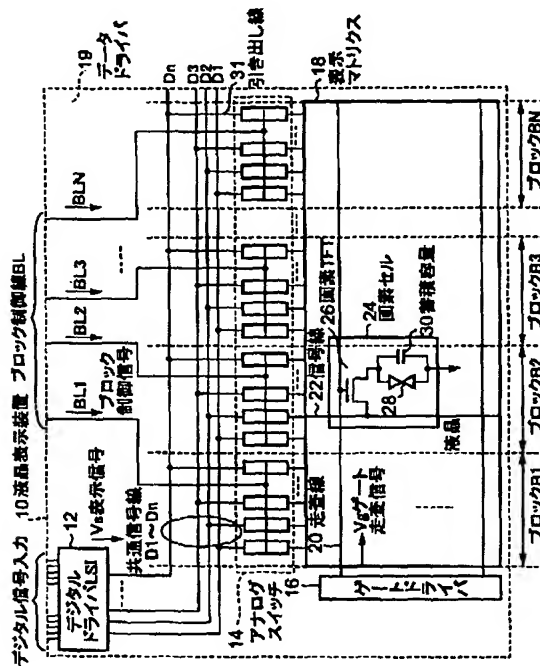 デジタル信号入力
10 液晶表示装置
ブロック制御線BL
12
デジタル
ドライバLSI
Vs表示信号
BL1
ブロック
制御信号
BL2
BL3
BLN
19
データ
ドライバ
共通信号線
D1~Dn
Dn
D3
D2
D1
31
引き出し線
14
アナログ
スイッチ
20 走査線
~22信号線
16
ゲートドライバ
Vgゲート
走査信号
26画素TFT
24
画素セル
30蓄積容量
28
液晶
18
表示
マトリクス
ブロックB1
ブロックB2
ブロックB3
ブロックBN